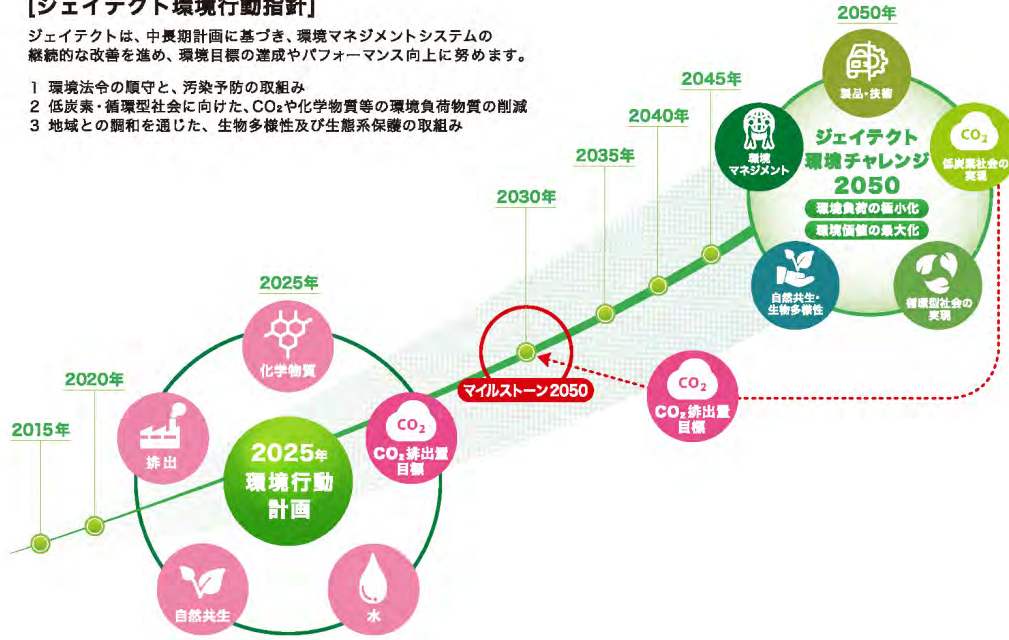 [ジェイテクト環境行動指針]
ジェイテクトは、中長期計画に基づき、環境マネジメントシステムの
継続的な改善を進め、環境目標の達成やパフォーマンス向上に努めます。
1 環境法令の順守と、汚染予防の取組み
2 低炭素・循環型社会に向けた、CO₂や化学物質等の環境負荷物質の削減
3 地域との調和を通じた、生物多様性及び生態系保護の取組み
2015年
2020年
2025年
2030年
2035年
2040年
2045年
2050年
化学物質
排出
CO₂
CO₂排出量
目標
2025年
環境行動
計画
自然共生
水
マイルストーン2050
CO₂
CO₂排出量
目標
製品・技術
環境
マネジメント
CO₂
低炭素社会の
実現
ジェイテクト
環境チャレンジ
2050
環境負荷の極小化
環境価値の最大化
自然共生・
生物多様性
循環型社会の
実現